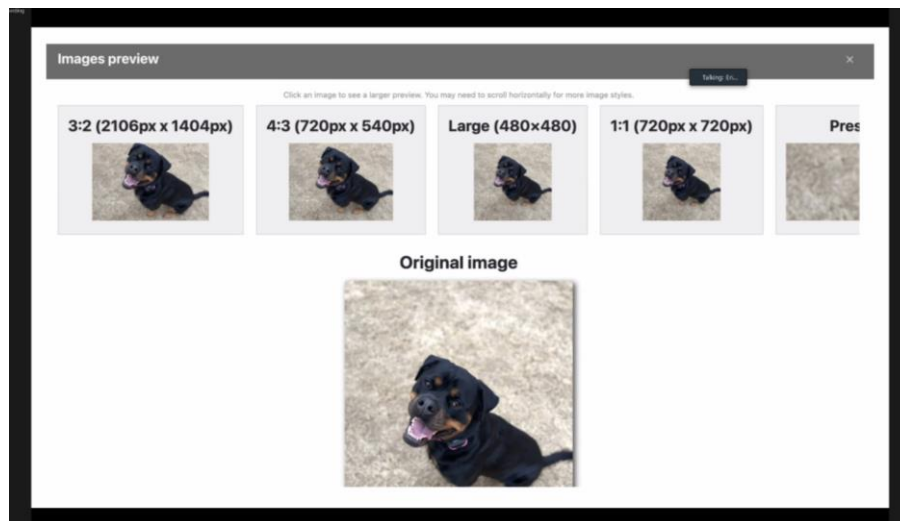 Images preview
Click an image to see a larger preview. You may need to scroll horizontally for more image styles.
3:2 (2106px x 1404px)
4:3 (720px x 540px)
Large (480×480)
1:1 (720px x 720px)
Pres
Original image